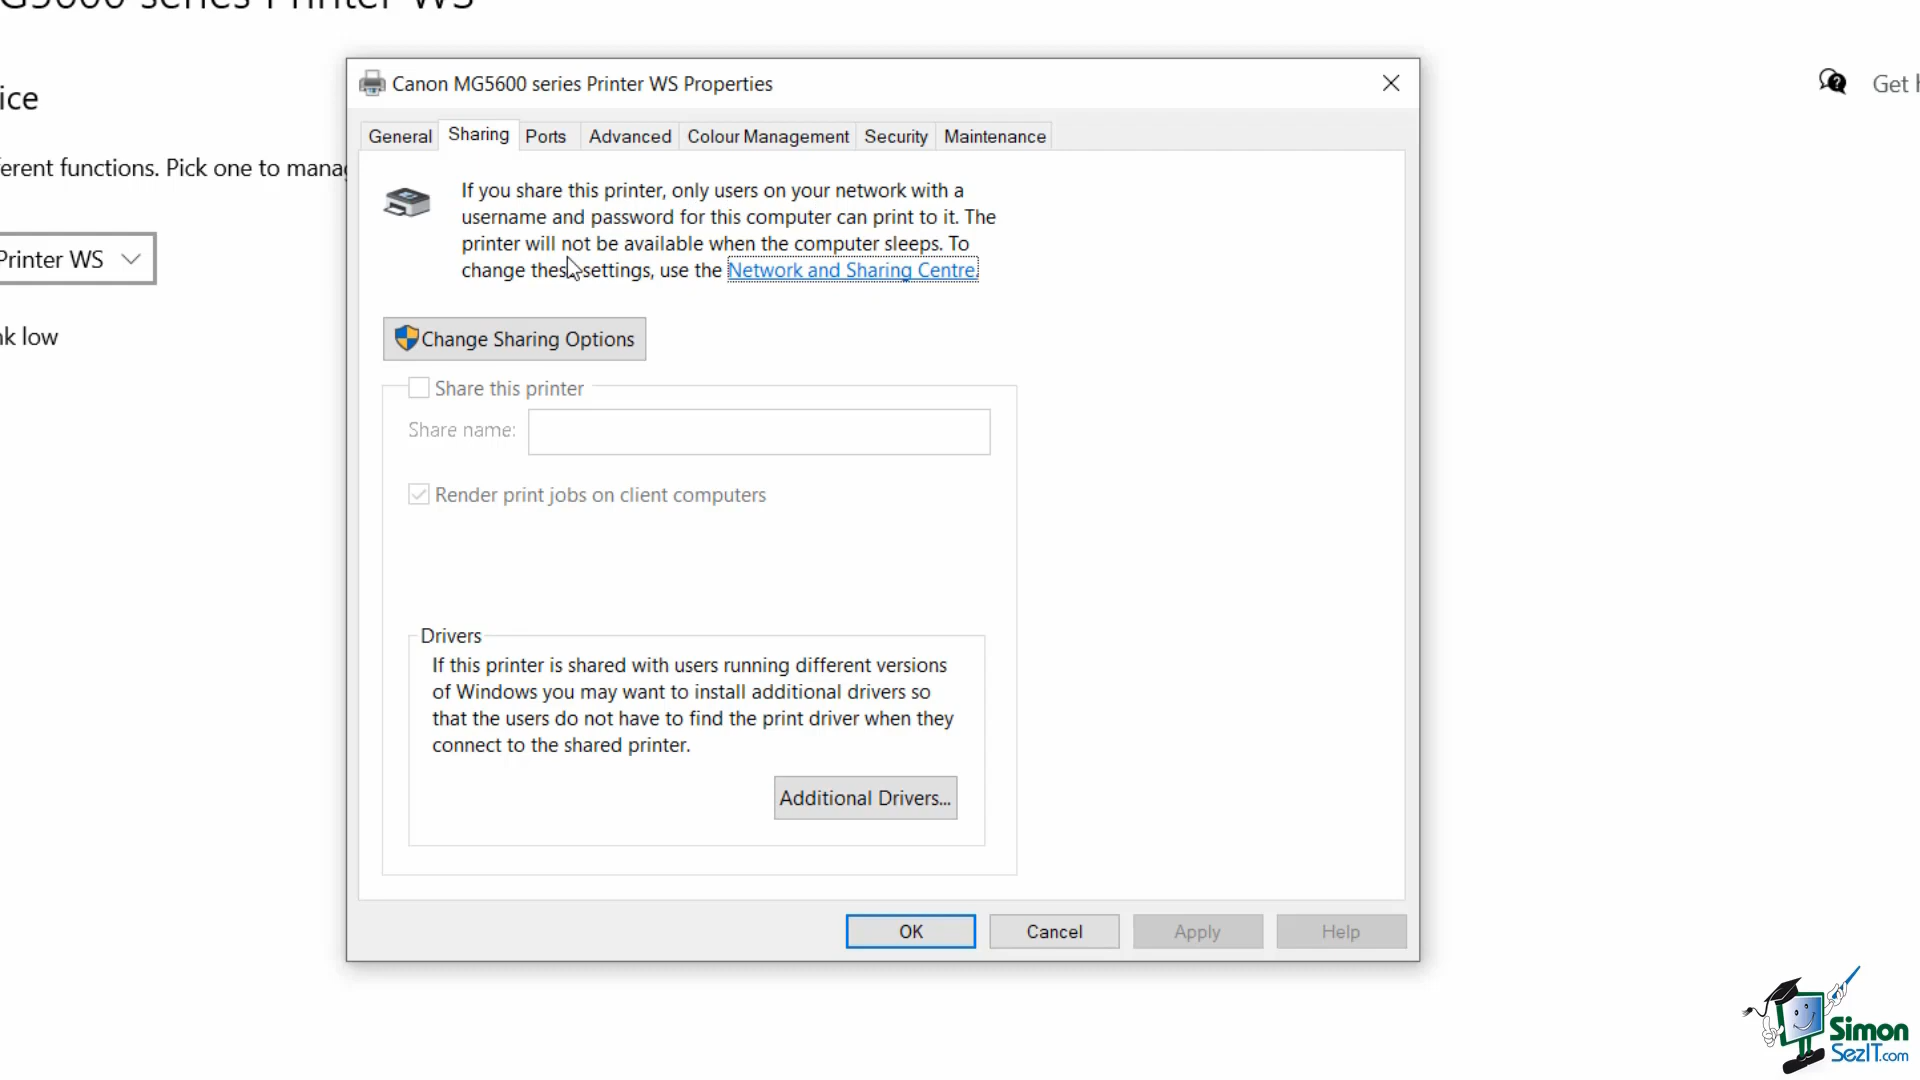 Printer WS
Canon MG5600 series Printer WS Properties
Get
General Sharing Ports Advanced Colour Management Security Maintenance
If you share this printer, only users on your network with a
username and password for this computer can print to it. The
printer will not be available when the computer sleeps. To
change these settings, use the Network and Sharing Centre.
erent functions. Pick one to manag
Printer WS
nk low
Change Sharing Options
Share this printer
Share name:
Render print jobs on client computers
Drivers
If this printer is shared with users running different versions
of Windows you may want to install additional drivers so
that the users do not have to find the print driver when they
connect to the shared printer.
Additional Drivers...
OK Cancel Apply Help
Simon
SezIT.com